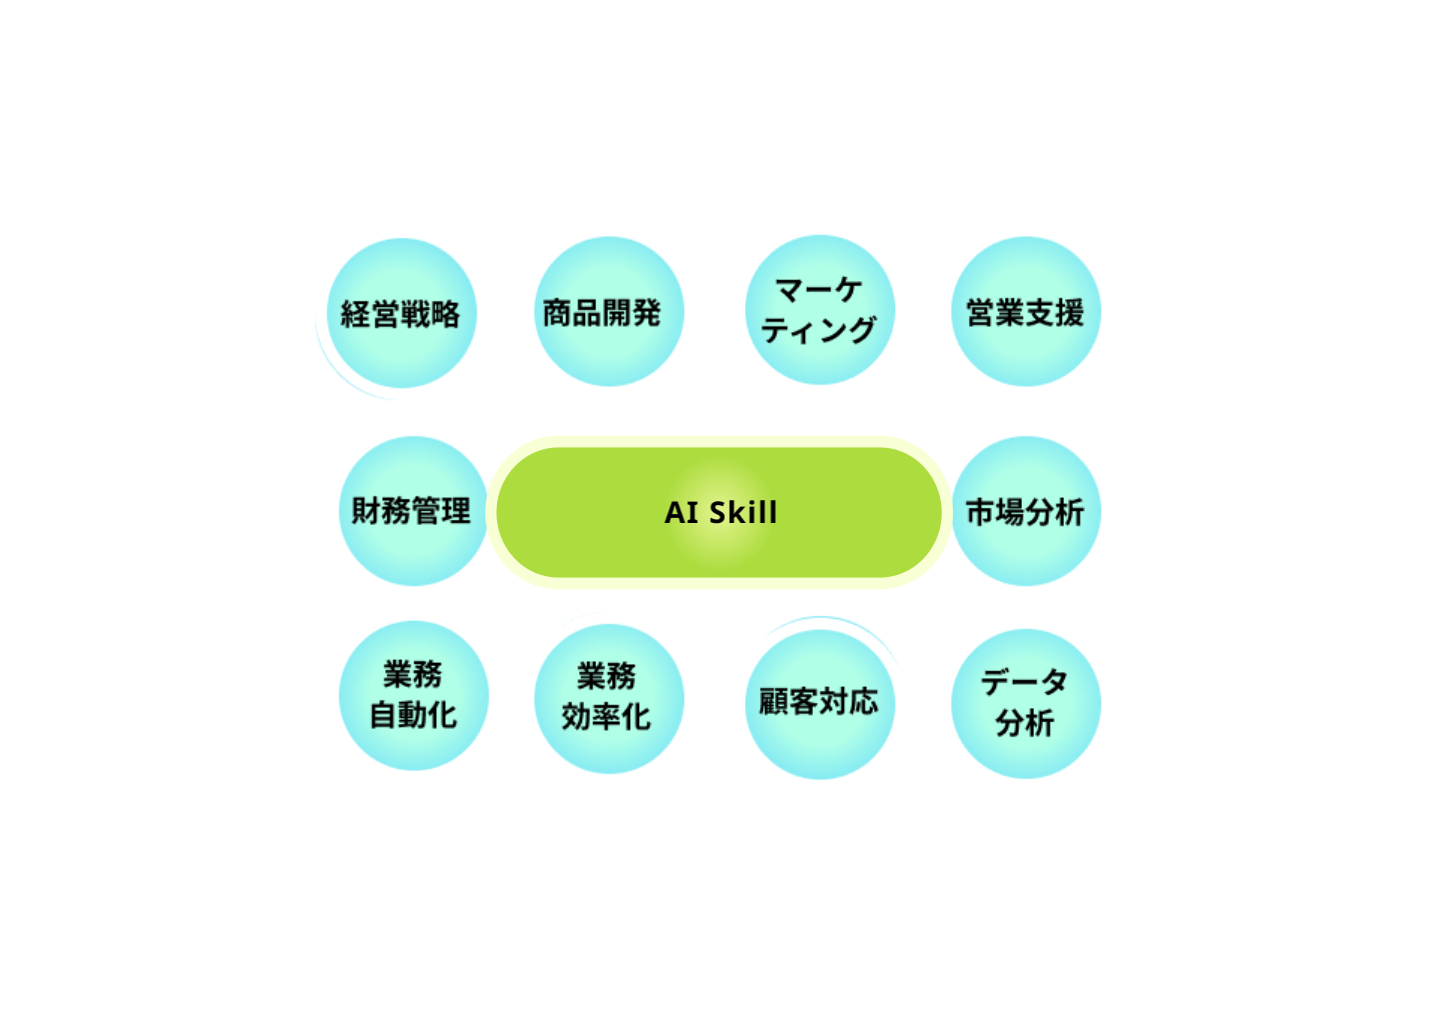 経営戦略
商品開発
マーケ
ティング
営業支援
財務管理
AI Skill
市場分析
業務
自動化
業務
効率化
顧客対応
データ
分析